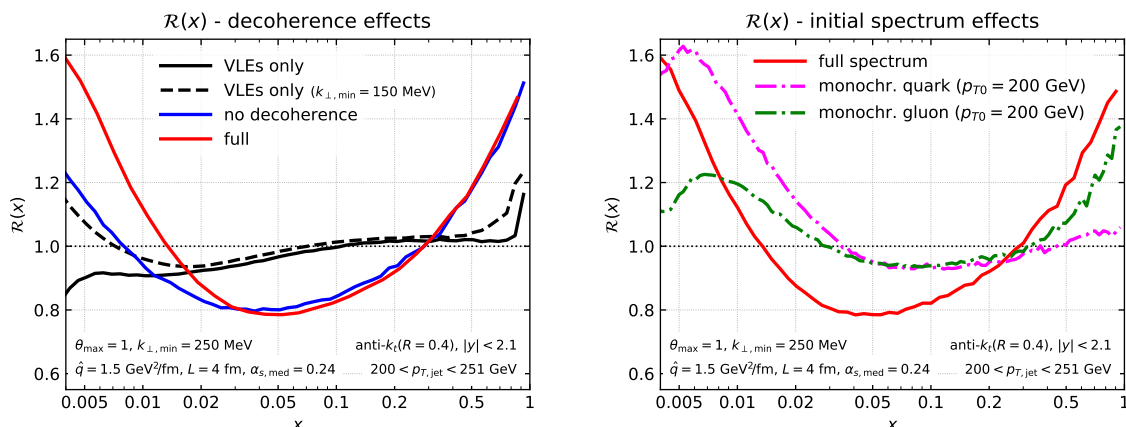 R(x) - decoherence effects
R(x)
1.6
1.4
1.2
1.0
0.8
0.6
VLEs only
VLEs only (k⊥,min = 150 MeV)
no decoherence
full
θmax = 1, k⊥,min = 250 MeV
anti-kt(R = 0.4), |y| < 2.1
q̂ = 1.5 GeV²/fm, L = 4 fm, αs,med = 0.24
200 < pT,jet < 251 GeV
0.005 0.01 0.02 0.05 0.1 0.2 0.5 1
x
R(x) - initial spectrum effects
R(x)
1.6
1.4
1.2
1.0
0.8
0.6
full spectrum
monochr. quark (pT0 = 200 GeV)
monochr. gluon (pT0 = 200 GeV)
θmax = 1, k⊥,min = 250 MeV
anti-kt(R = 0.4), |y| < 2.1
q̂ = 1.5 GeV²/fm, L = 4 fm, αs,med = 0.24
200 < pT,jet < 251 GeV
0.005 0.01 0.02 0.05 0.1 0.2 0.5 1
x